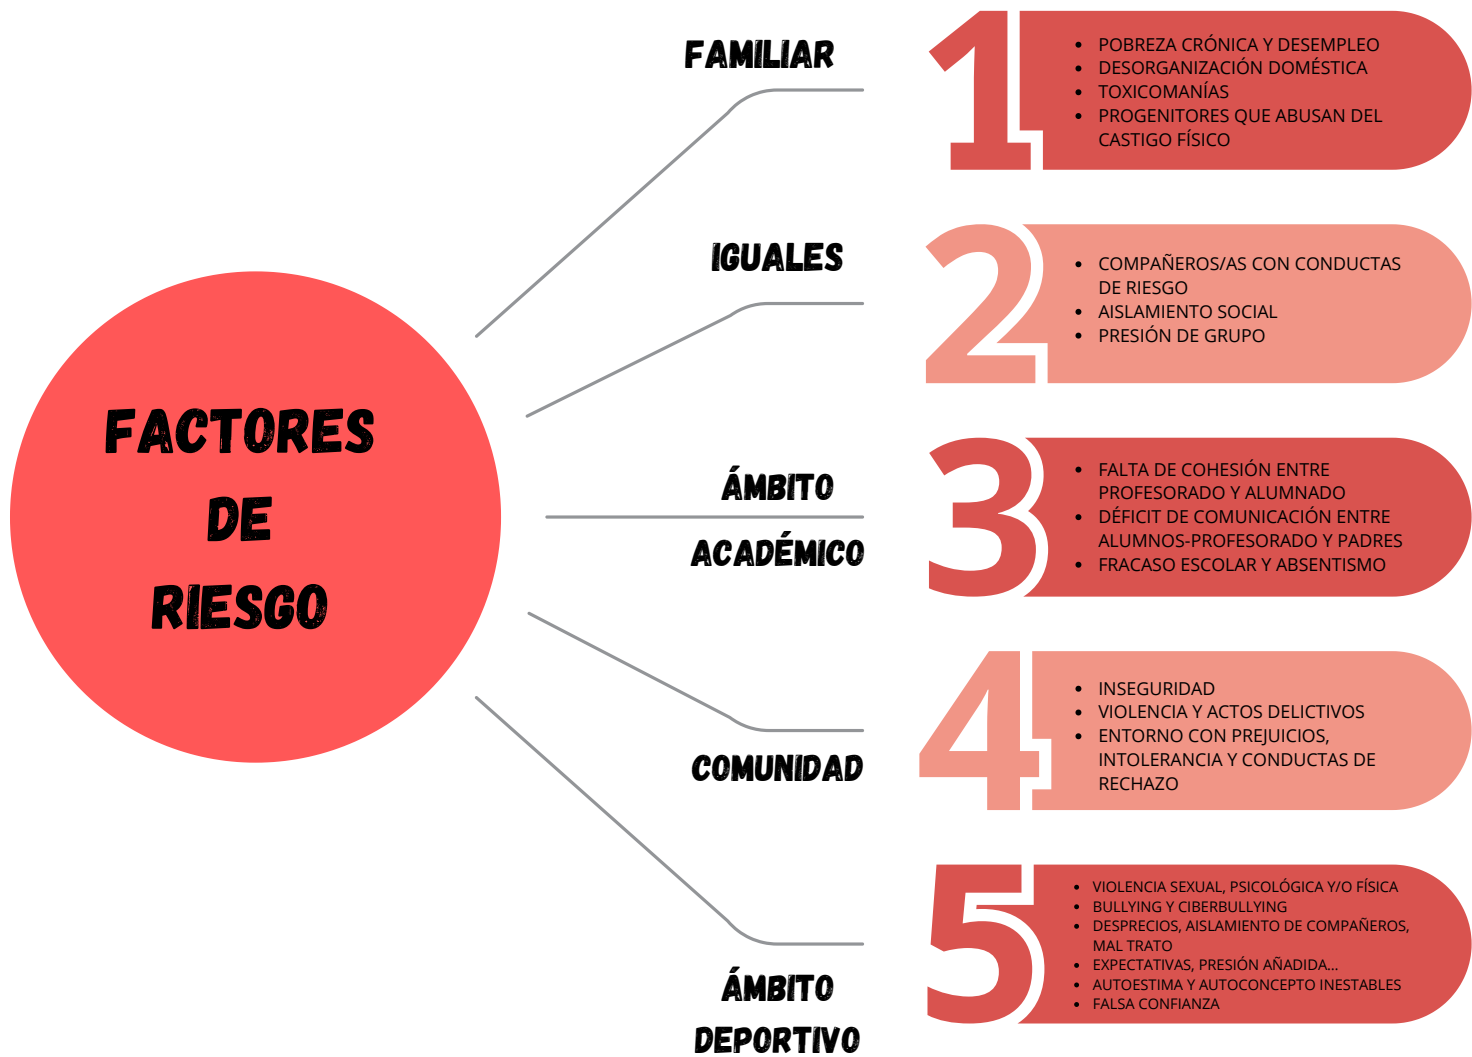 FACTORES
DE
RIESGO
FAMILIAR
1
• POBREZA CRÓNICA Y DESEMPLEO
• DESORGANIZACIÓN DOMÉSTICA
• TOXICOMANÍAS
• PROGENITORES QUE ABUSAN DEL
CASTIGO FÍSICO
IGUALES
2
• COMPAÑEROS/AS CON CONDUCTAS
DE RIESGO
• AISLAMIENTO SOCIAL
• PRESIÓN DE GRUPO
ÁMBITO
ACADÉMICO
3
• FALTA DE COHESIÓN ENTRE
PROFESORADO Y ALUMNADO
• DÉFICIT DE COMUNICACIÓN ENTRE
ALUMNOS-PROFESORADO Y PADRES
• FRACASO ESCOLAR Y ABSENTISMO
COMUNIDAD
4
• INSEGURIDAD
• VIOLENCIA Y ACTOS DELICTIVOS
• ENTORNO CON PREJUICIOS,
INTOLERANCIA Y CONDUCTAS DE
RECHAZO
ÁMBITO
DEPORTIVO
5
• VIOLENCIA SEXUAL, PSICOLÓGICA Y/O FÍSICA
• BULLYING Y CIBERBULLYING
• DESPRECIOS, AISLAMIENTO DE COMPAÑEROS,
MAL TRATO
• EXPECTATIVAS, PRESIÓN AÑADIDA...
• AUTOESTIMA Y AUTOCONCEPTO INESTABLES
• FALSA CONFIANZA